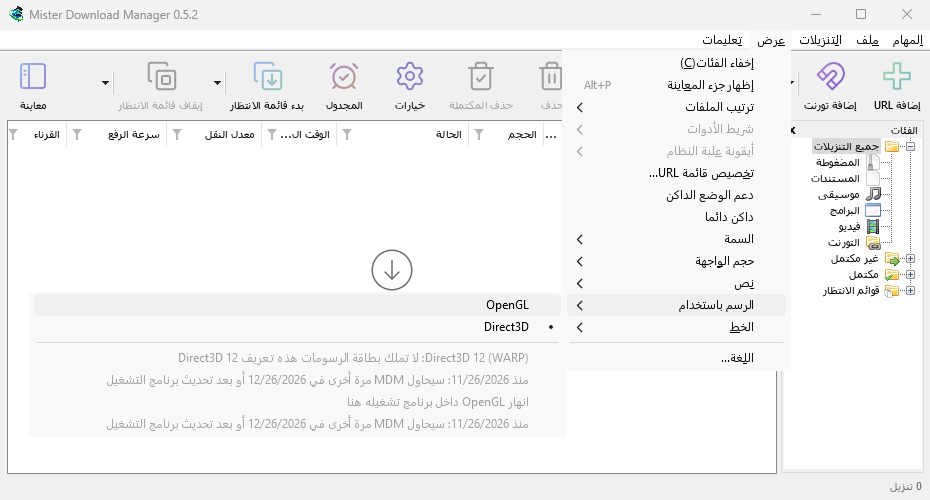 Mister Download Manager 0.5.2
المهام ملف التنزيلات عرض تعليمات
إضافة URL
إضافة تورنت
حذف
حذف المكتملة
خيارات
المجدول
بدء قائمة الانتظار
إيقاف قائمة الانتظار
معاينة
إخفاء الفئات(C)
إظهار جزء المعاينة Alt+P
ترتيب الملفات
شريط الأدوات
أيقونة علبة النظام
تخصيص قائمة URL...
دعم الوضع الداكن
داكن دائما
السمة
حجم الواجهة
نص
الرسم باستخدام
الخط
اللغة...
OpenGL
Direct3D
Direct3D 12 (WARP): لا تملك بطاقة الرسومات هذه تعريف Direct3D 12
منذ 11/26/2026: سيحاول MDM مرة أخرى في 12/26/2026 أو بعد تحديث برنامج التشغيل
انهار OpenGL داخل برنامج تشغيله هنا
منذ 11/26/2026: سيحاول MDM مرة أخرى في 12/26/2026 أو بعد تحديث برنامج التشغيل
... الحجم الحالة الوقت ال... معدل النقل سرعة الرفع القرناء
الفئات
جميع التنزيلات
المضغوطة
المستندات
موسيقى
البرامج
فيديو
التورنت
غير مكتمل
مكتمل
قوائم الانتظار
0 تنزيل